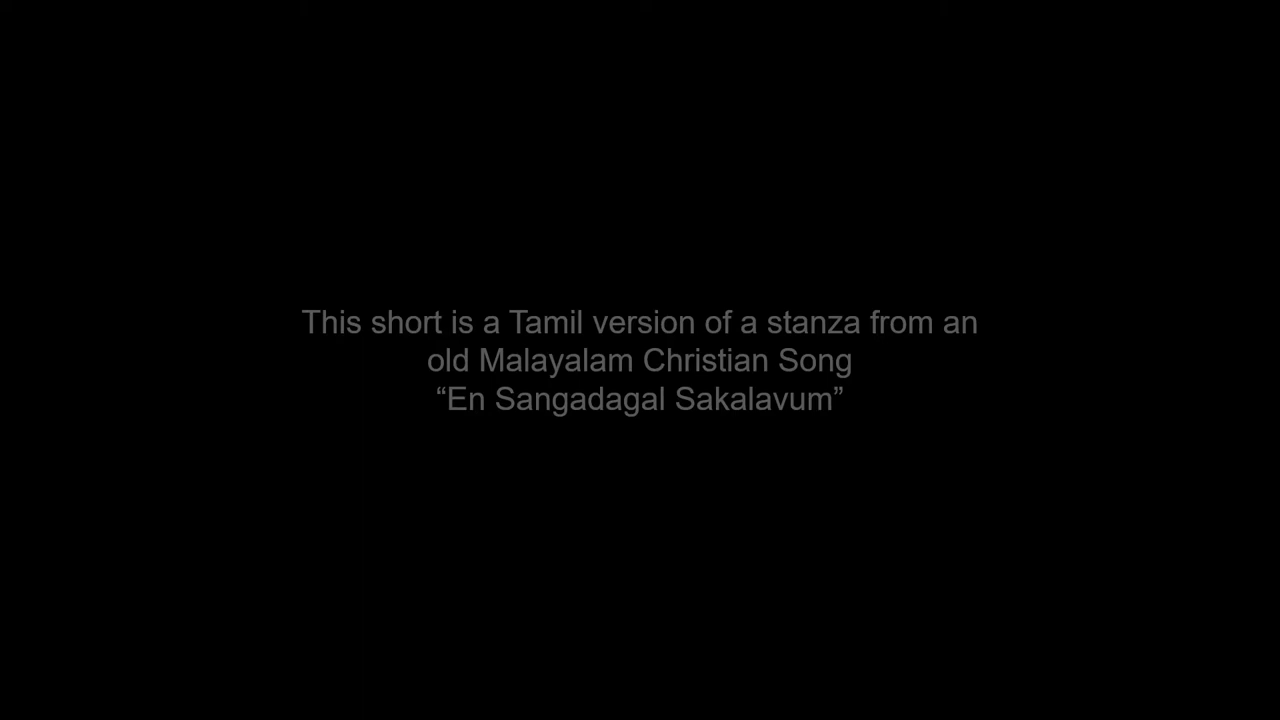 This short is a Tamil version of a stanza from an
old Malayalam Christian Song
“En Sangadagal Sakalavum”